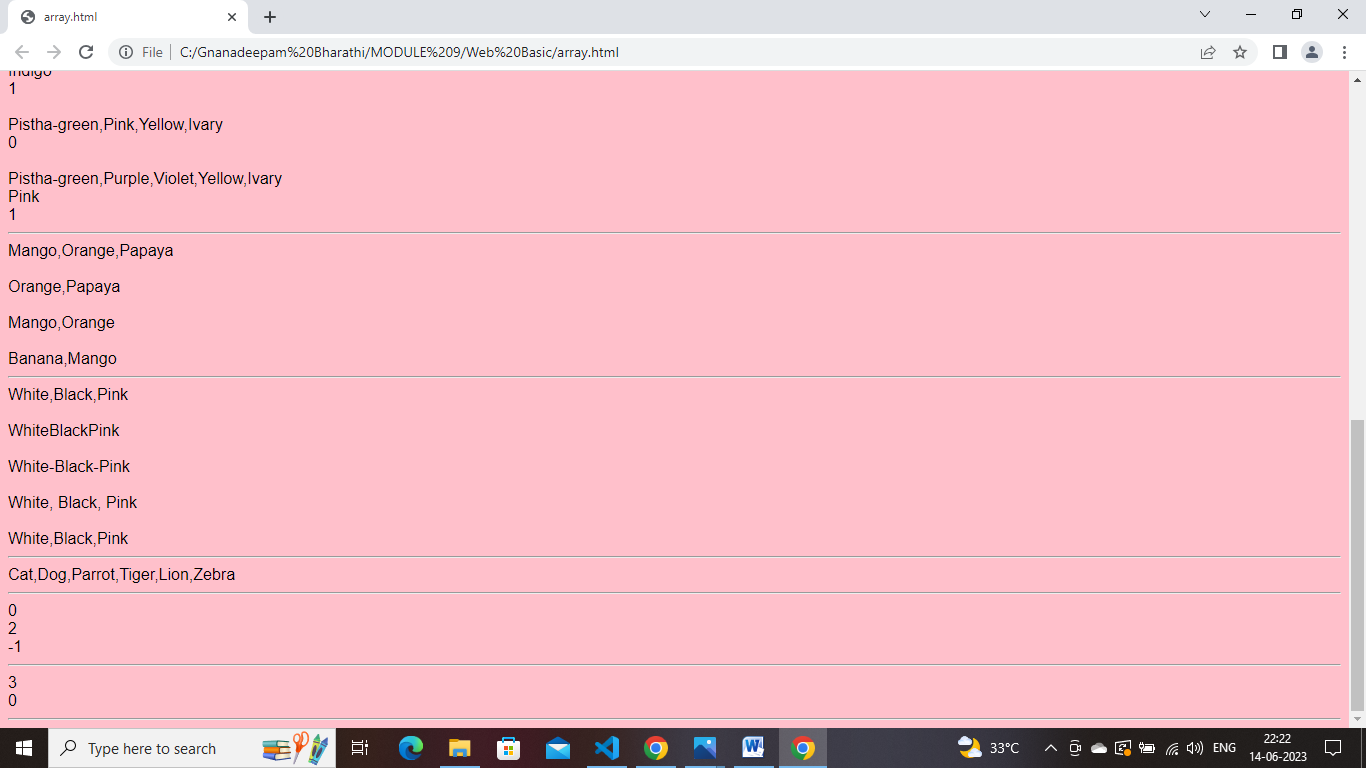 array.html
File
C:/Gnanadeepam%20Bharathi/MODULE%209/Web%20Basic/array.html
Indigo
1
Pistha-green,Pink,Yellow,Ivary
0
Pistha-green,Purple,Violet,Yellow,Ivary
Pink
1
Mango,Orange,Papaya
Orange,Papaya
Mango,Orange
Banana,Mango
White,Black,Pink
WhiteBlackPink
White-Black-Pink
White, Black, Pink
White,Black,Pink
Cat,Dog,Parrot,Tiger,Lion,Zebra
0
2
-1
3
0
Type here to search
33°C
ENG
22:22
14-06-2023